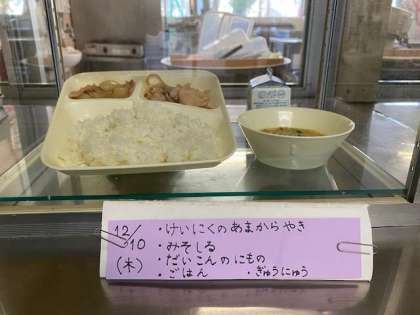 12/10
(木)
・けいにくのあまからやき
・みそしる
・だいこんのにもの
・ごはん ・ぎゅうにゅう